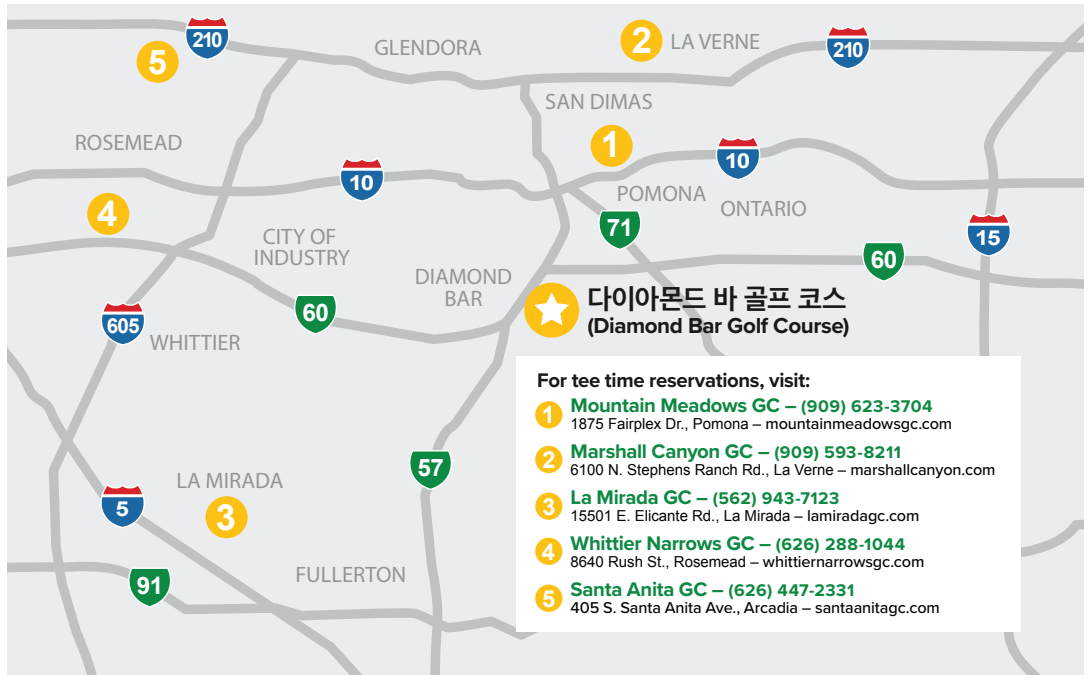 210
GLENDORA
2
LA VERNE
210
5
SAN DIMAS
ROSEMEAD
1
10
10
POMONA
ONTARIO
4
71
15
CITY OF
INDUSTRY
60
DIAMOND
BAR
60
다이아몬드 바 골프 코스
(Diamond Bar Golf Course)
605
WHITTIER
For tee time reservations, visit:
1 Mountain Meadows GC – (909) 623-3704
1875 Fairplex Dr., Pomona – mountainmeadowsgc.com
2 Marshall Canyon GC – (909) 593-8211
6100 N. Stephens Ranch Rd., La Verne – marshallcanyon.com
3 La Mirada GC – (562) 943-7123
15501 E. Elicante Rd., La Mirada – lamiradagc.com
4 Whittier Narrows GC – (626) 288-1044
8640 Rush St., Rosemead – whittiernarrowsgc.com
5 Santa Anita GC – (626) 447-2331
405 S. Santa Anita Ave., Arcadia – santaanitagc.com
57
LA MIRADA
5
3
91
FULLERTON